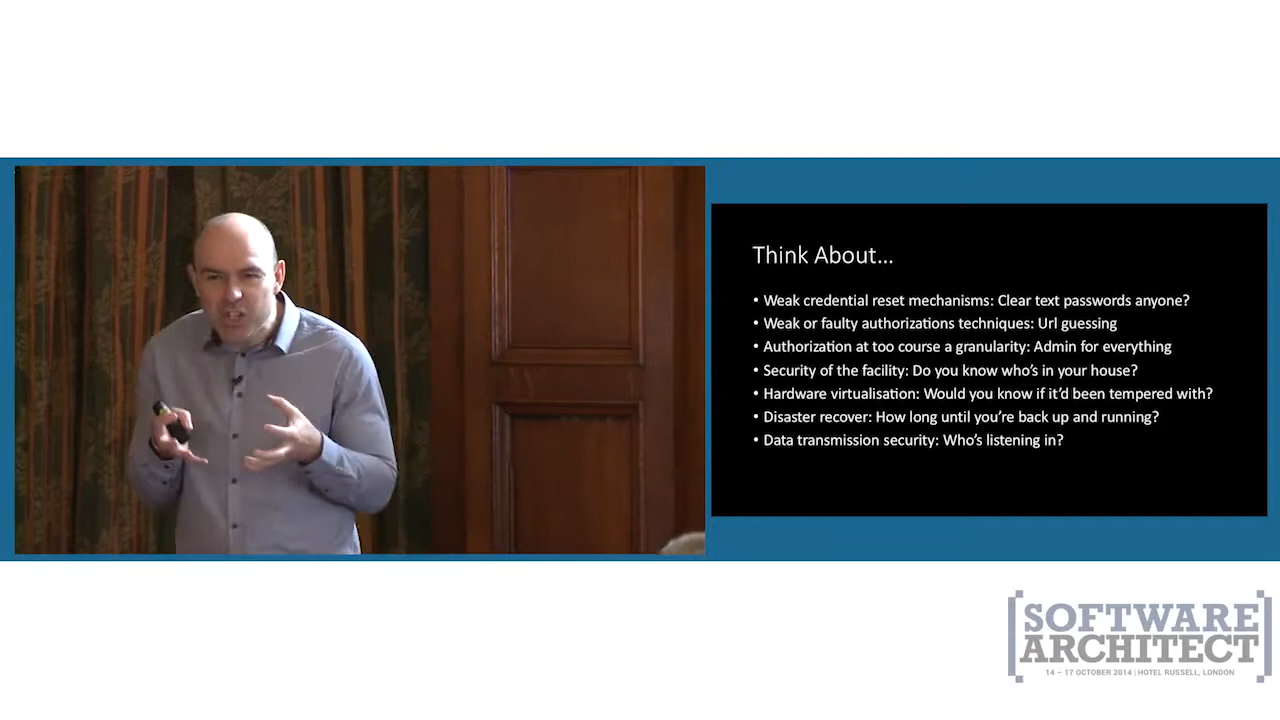 Think About...
• Weak credential reset mechanisms: Clear text passwords anyone?
• Weak or faulty authorizations techniques: Url guessing
• Authorization at too course a granularity: Admin for everything
• Security of the facility: Do you know who's in your house?
• Hardware virtualisation: Would you know if it'd been tempered with?
• Disaster recover: How long until you're back up and running?
• Data transmission security: Who's listening in?
SOFTWARE
ARCHITECT
14 – 17 OCTOBER 2014 | HOTEL RUSSELL, LONDON